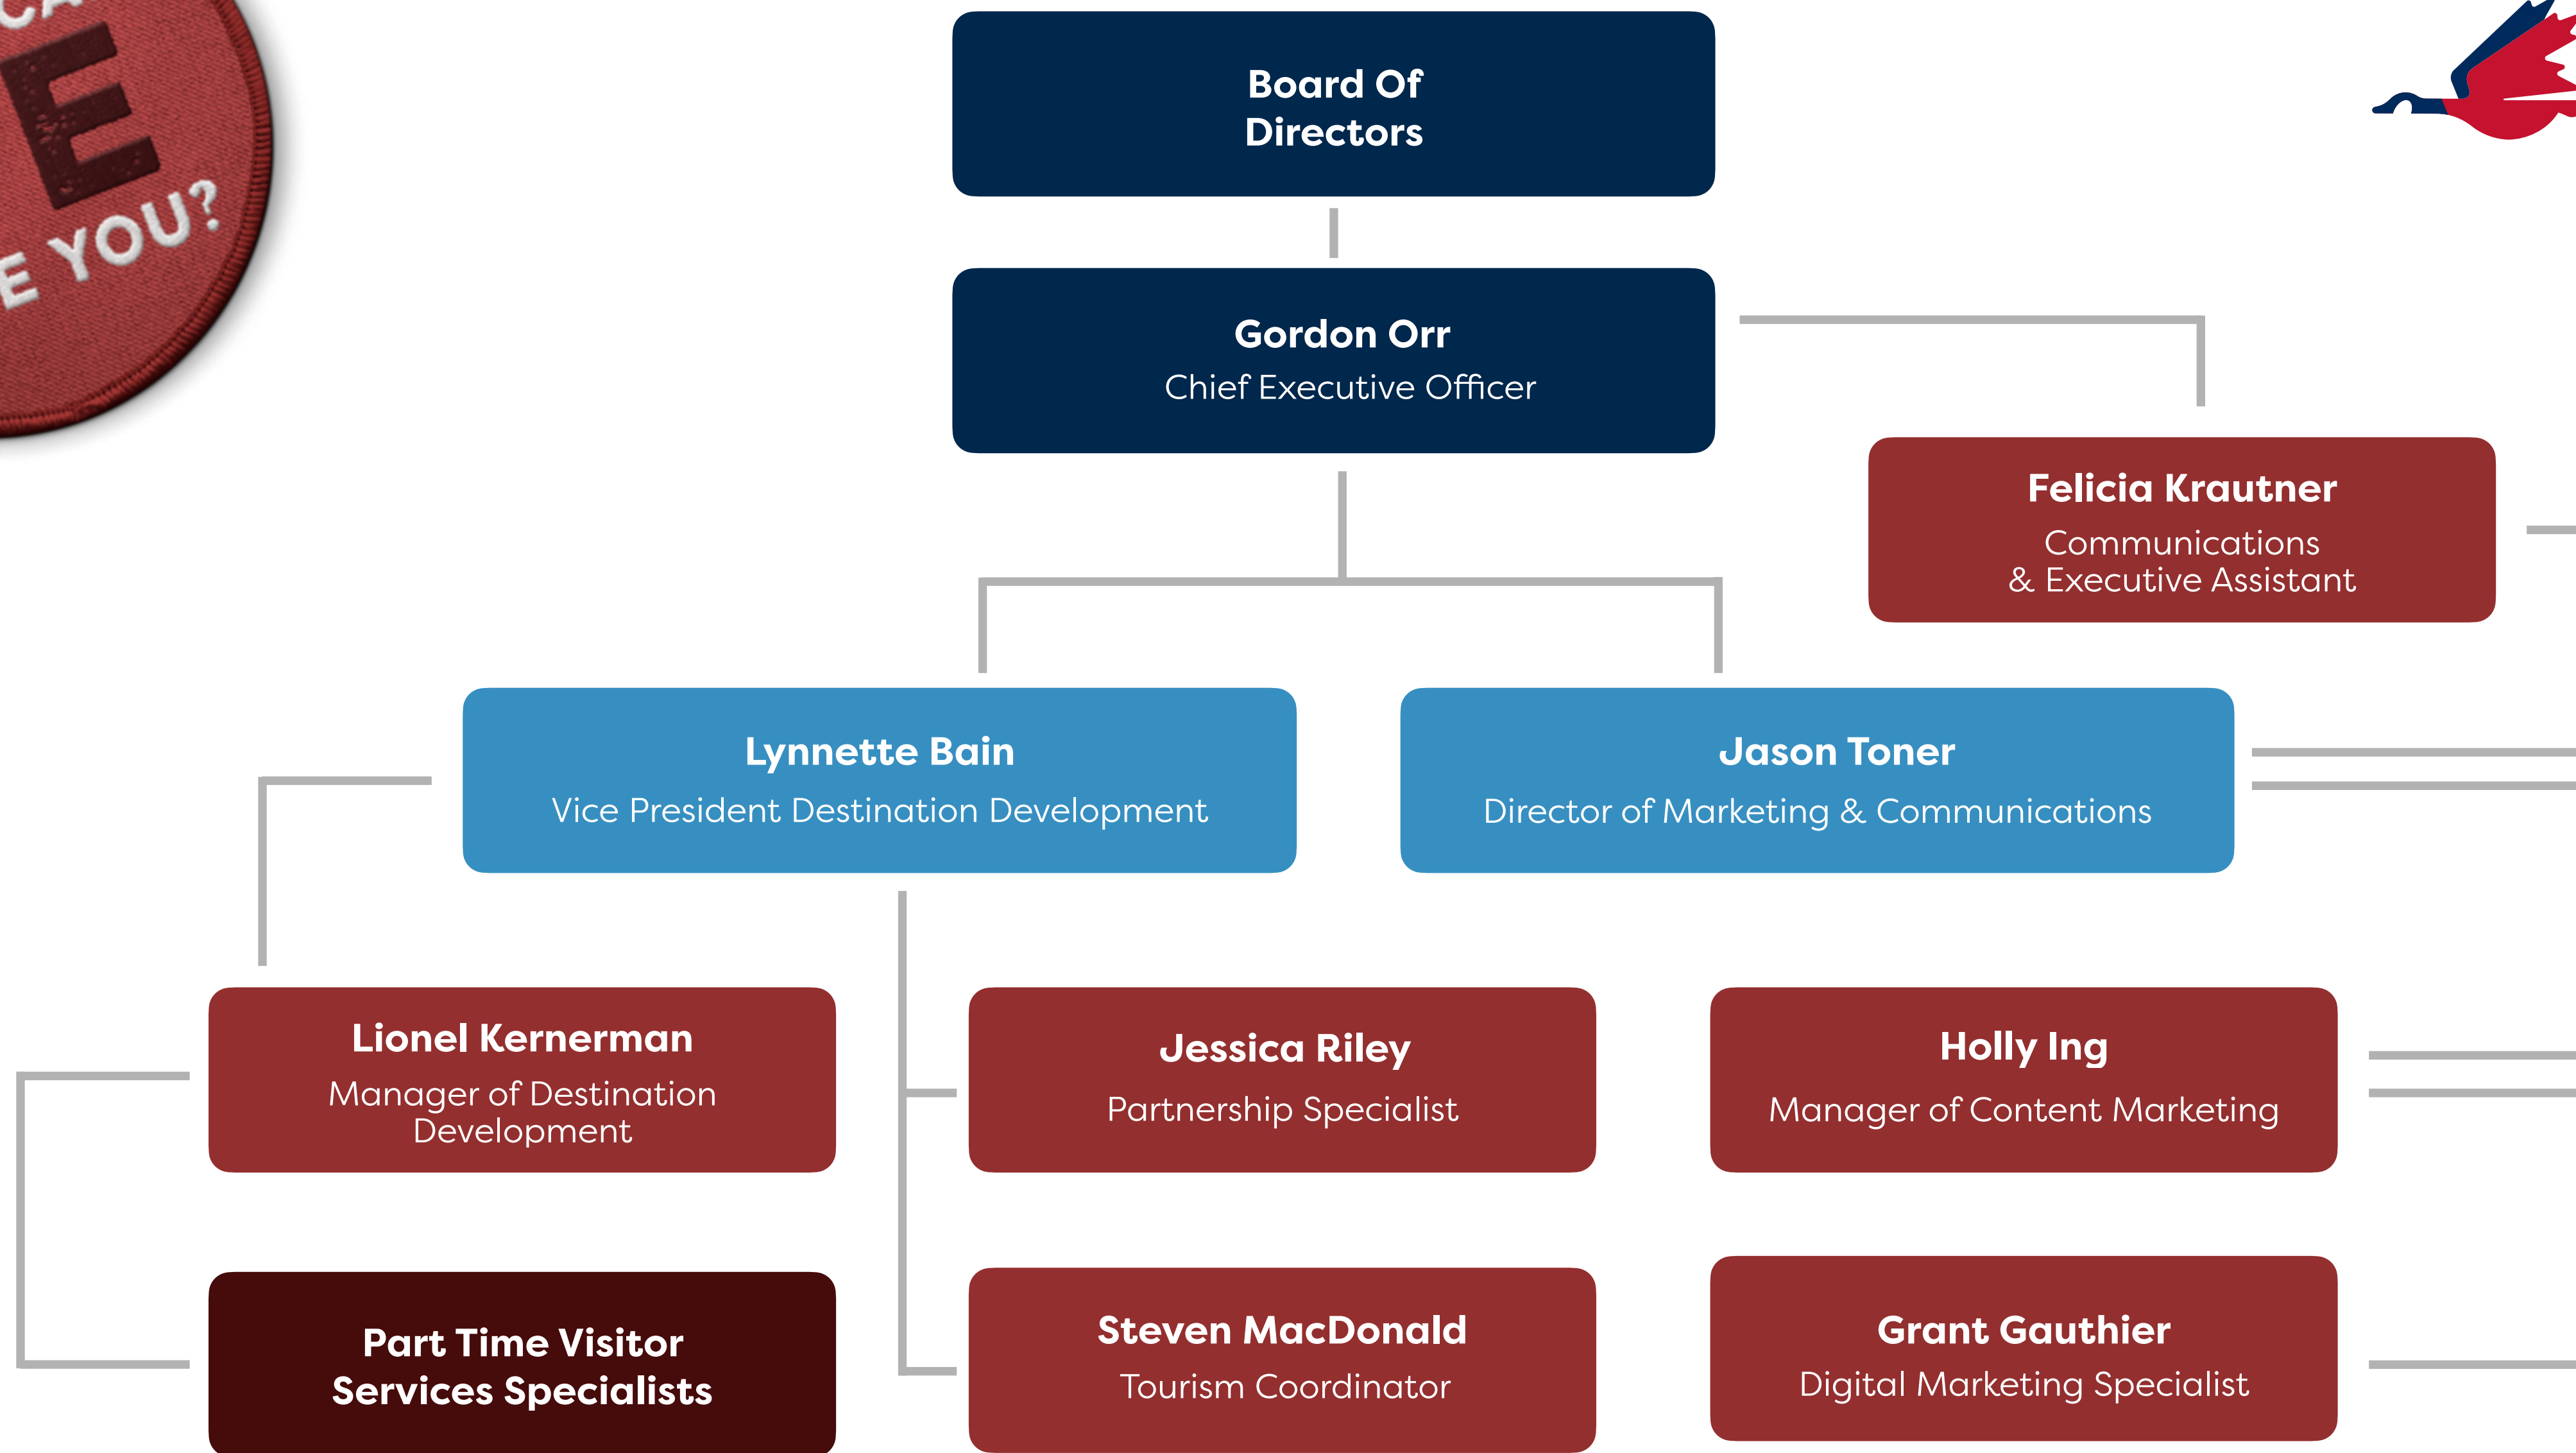 E
E YOU?
Board Of
Directors
Gordon Orr
Chief Executive Officer
Felicia Krautner
Communications
& Executive Assistant
Lynnette Bain
Vice President Destination Development
Jason Toner
Director of Marketing & Communications
Lionel Kernerman
Manager of Destination
Development
Jessica Riley
Partnership Specialist
Holly Ing
Manager of Content Marketing
Part Time Visitor
Services Specialists
Steven MacDonald
Tourism Coordinator
Grant Gauthier
Digital Marketing Specialist